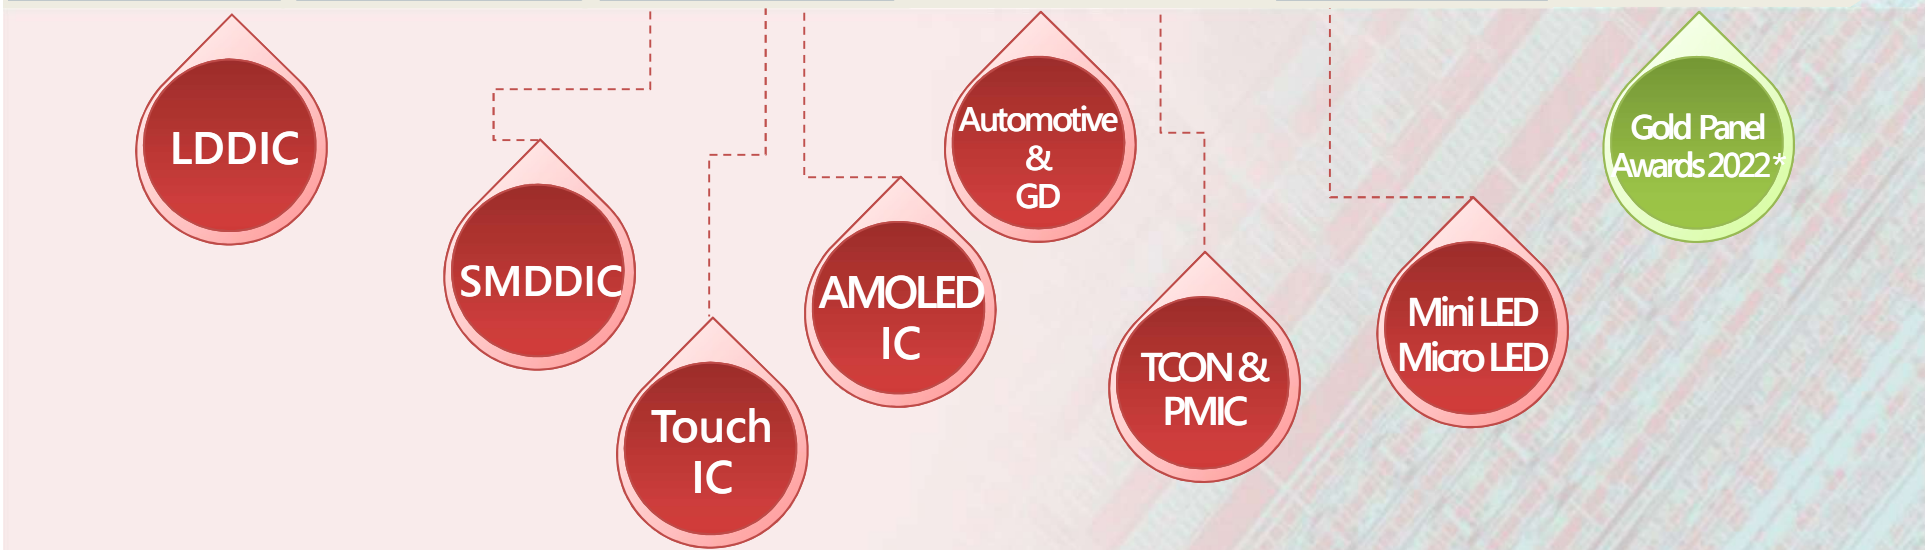 LDDIC
SMDDIC
Touch
IC
AMOLED
IC
Automotive
&
GD
TCON &
PMIC
Mini LED
Micro LED
Gold Panel
Awards 2022*